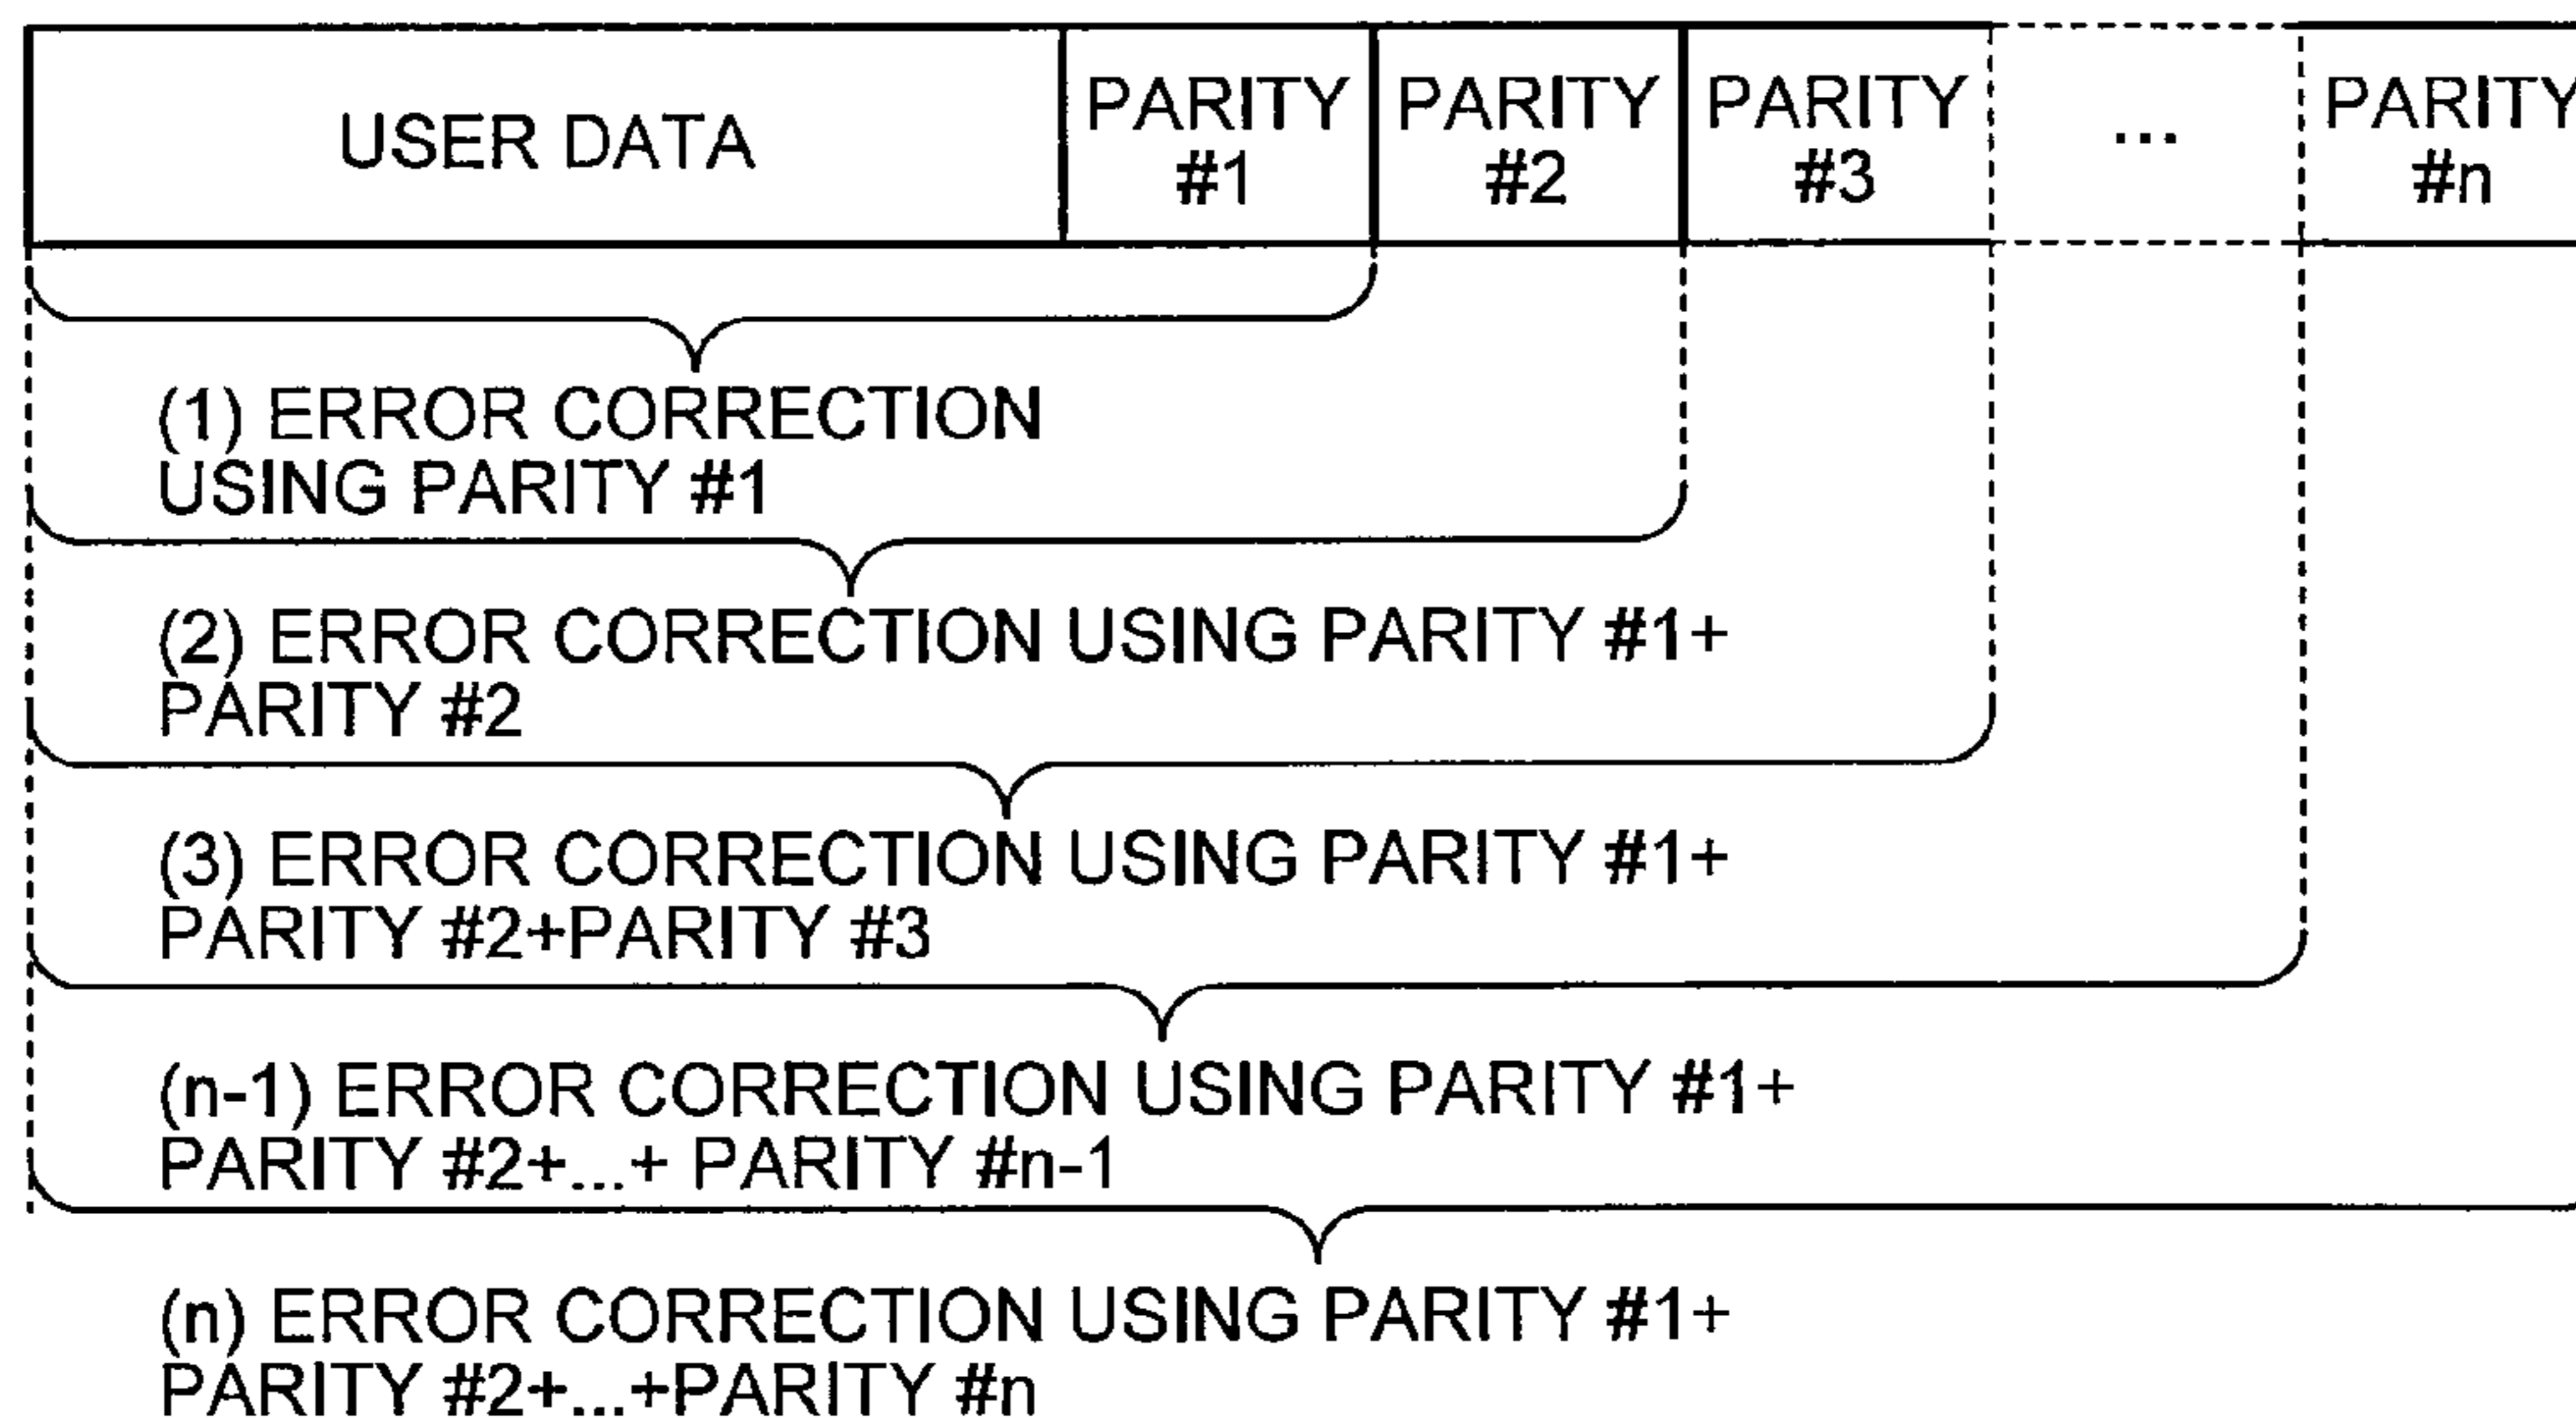 USER DATA
PARITY
#1
PARITY
#2
PARITY
#3
...
PARITY
#n
(1) ERROR CORRECTION
USING PARITY #1
(2) ERROR CORRECTION USING PARITY #1+
PARITY #2
(3) ERROR CORRECTION USING PARITY #1+
PARITY #2+PARITY #3
(n-1) ERROR CORRECTION USING PARITY #1+
PARITY #2+...+ PARITY #n-1
(n) ERROR CORRECTION USING PARITY #1+
PARITY #2+...+PARITY #n